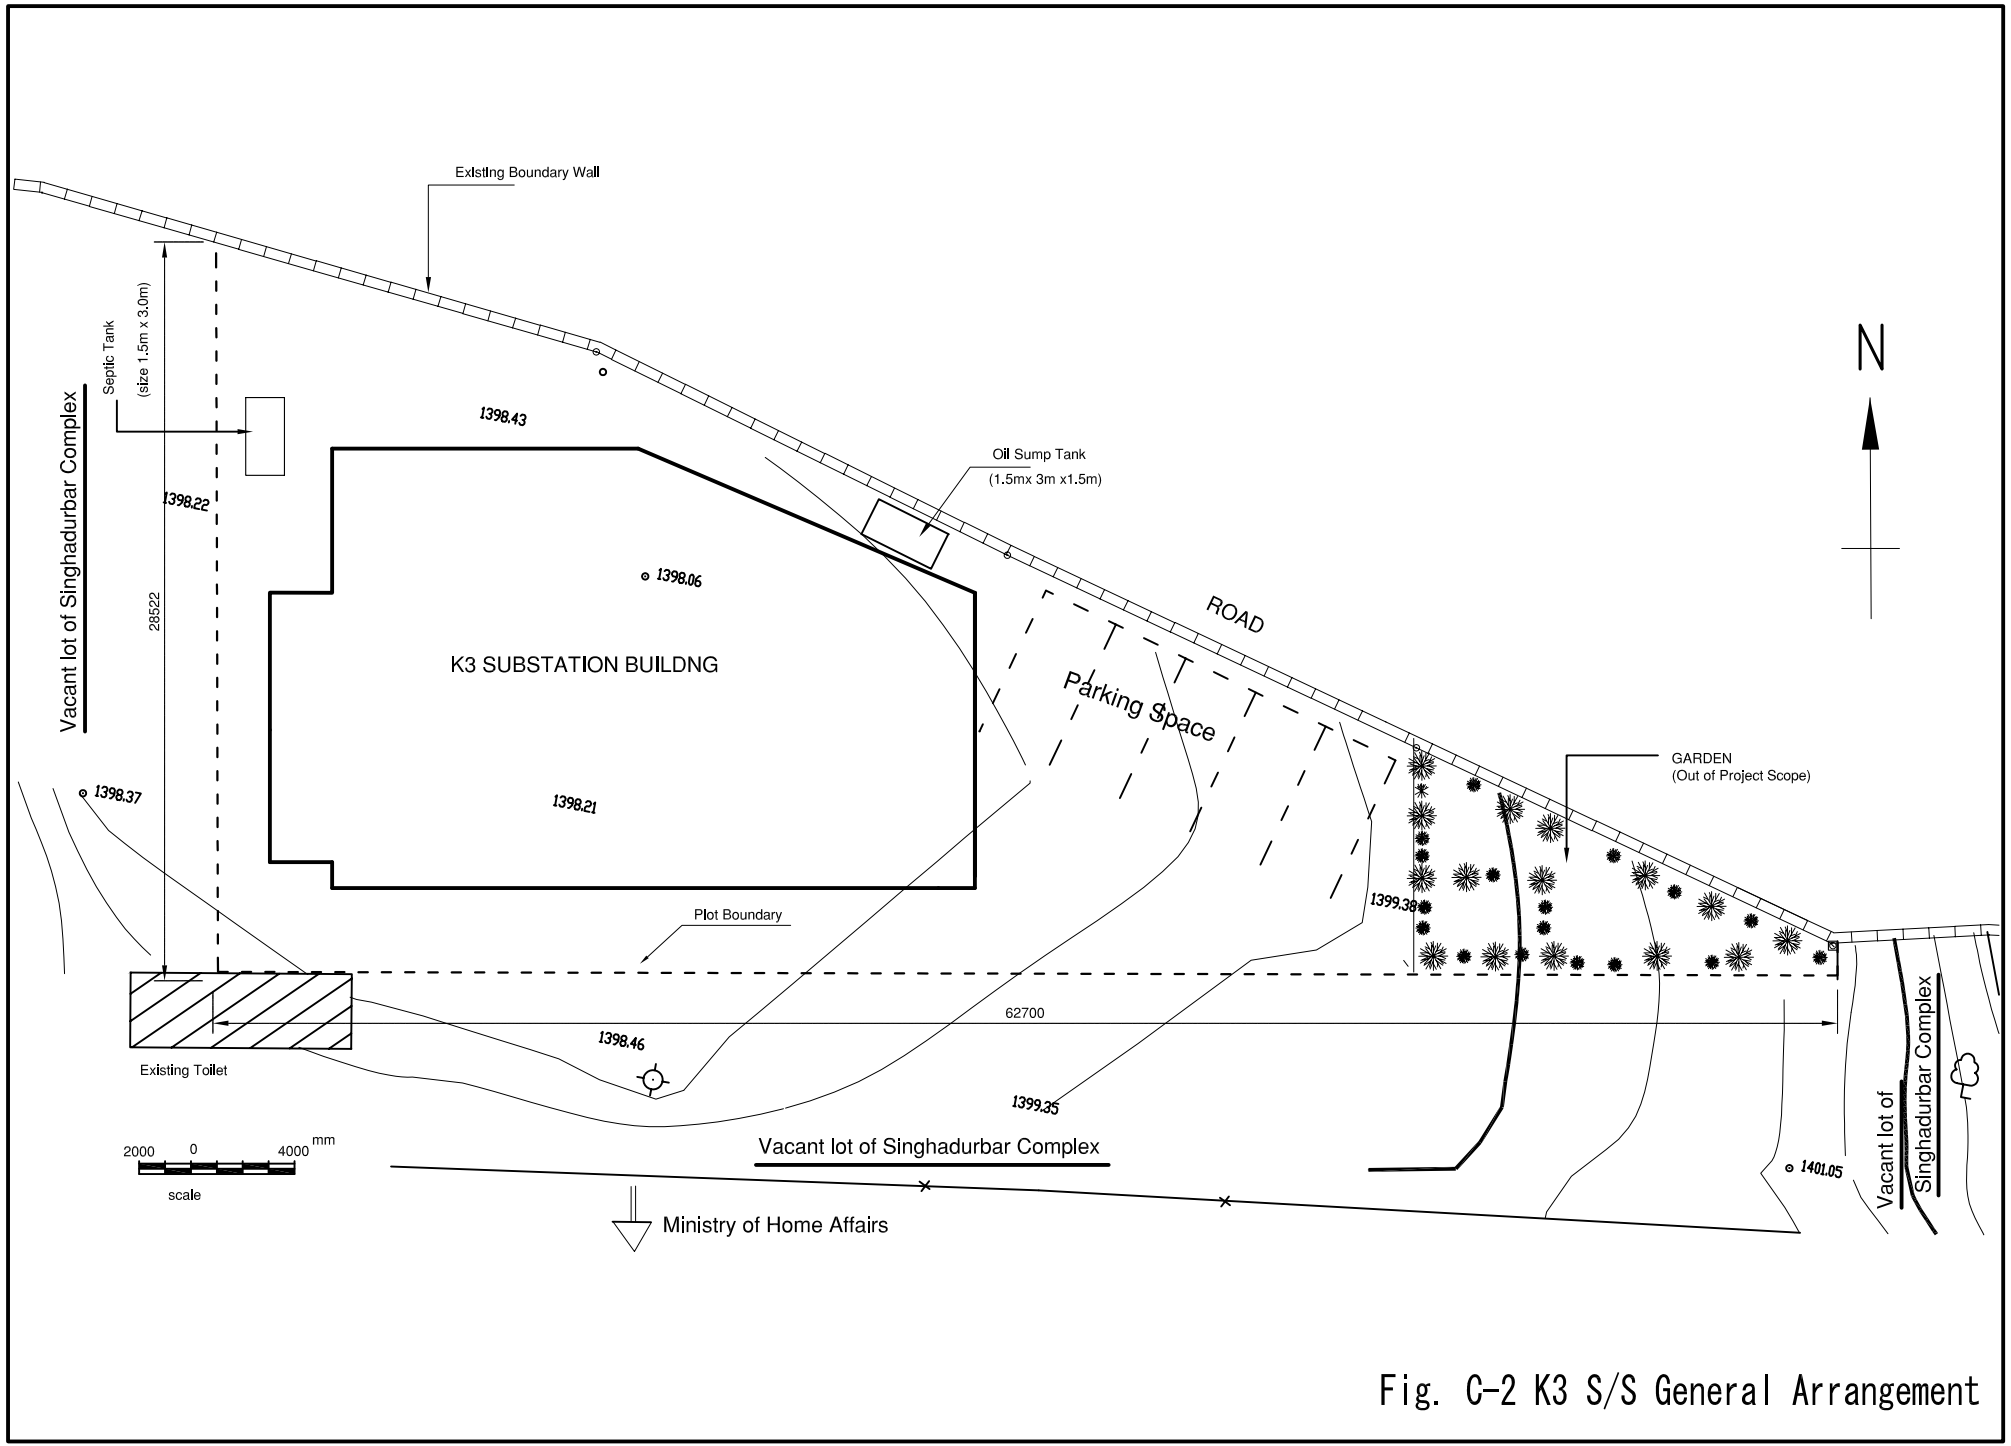 Existing Boundary Wall
Septic Tank
(size 1.5m x 3.0m)
Vacant lot of Singhadurbar Complex
N
1398.43
Oil Sump Tank
(1.5mx 3m x1.5m)
1398.22
28522
1398.06
ROAD
K3 SUBSTATION BUILDNG
Parking Space
GARDEN
(Out of Project Scope)
1398.37
1398.21
1399.38
Plot Boundary
62700
1398.46
Existing Toilet
1399.35
Vacant lot of
Singhadurbar Complex
2000 0 4000 mm
scale
Vacant lot of Singhadurbar Complex
1401.05
Ministry of Home Affairs
Fig. C-2 K3 S/S General Arrangement